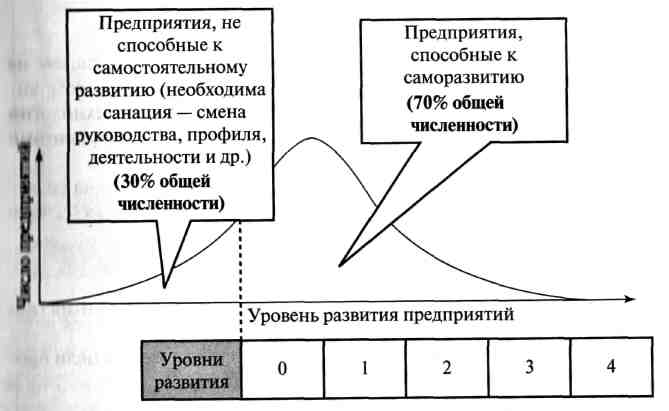 Предприятия, не
способные к
самостоятельному
развитию (необходима
санация — смена
руководства, профиля,
деятельности и др.)
(30% общей
численности)
Предприятия,
способные к
саморазвитию
(70% общей
численности)
Число предприятий
Уровень развития предприятий
Уровни
развития
0
1
2
3
4